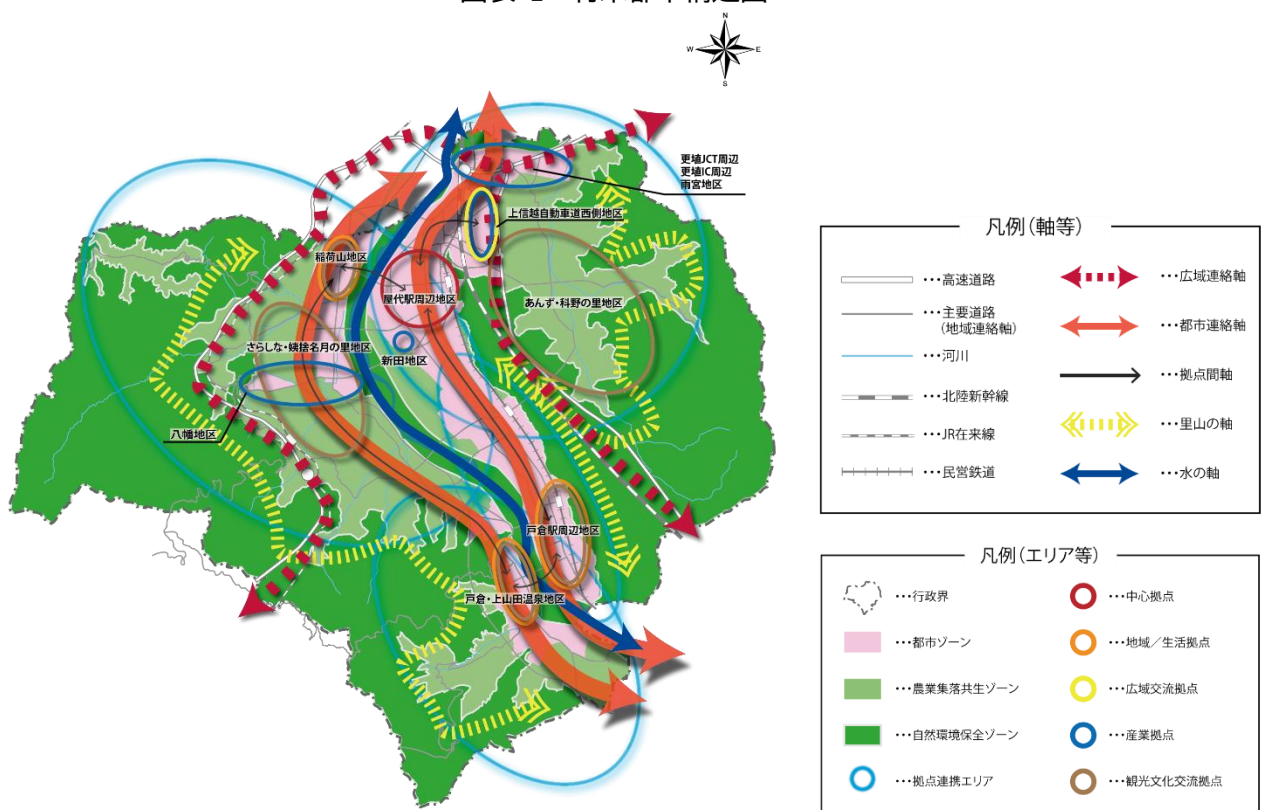 N
W
E
S
更埴JCT周辺
更埴IC周辺
雨宮地区
上信越自動車道西側地区
稲荷山地区
屋代駅周辺地区
あんず・科野の里地区
さらしな・姨捨名月の里地区
新田地区
八幡地区
戸倉駅周辺地区
戸倉・上山田温泉地区
凡例(軸等)
・・・高速道路
・・・主要道路
(地域連絡軸)
・・・河川
・・・北陸新幹線
・・・JR在来線
・・・民営鉄道
・・・広域連絡軸
・・・都市連絡軸
・・・拠点間軸
・・・里山の軸
・・・水の軸
凡例(エリア等)
・・・行政界
・・・都市ゾーン
・・・農業集落共生ゾーン
・・・自然環境保全ゾーン
・・・拠点連携エリア
・・・中心拠点
・・・地域/生活拠点
・・・広域交流拠点
・・・産業拠点
・・・観光文化交流拠点